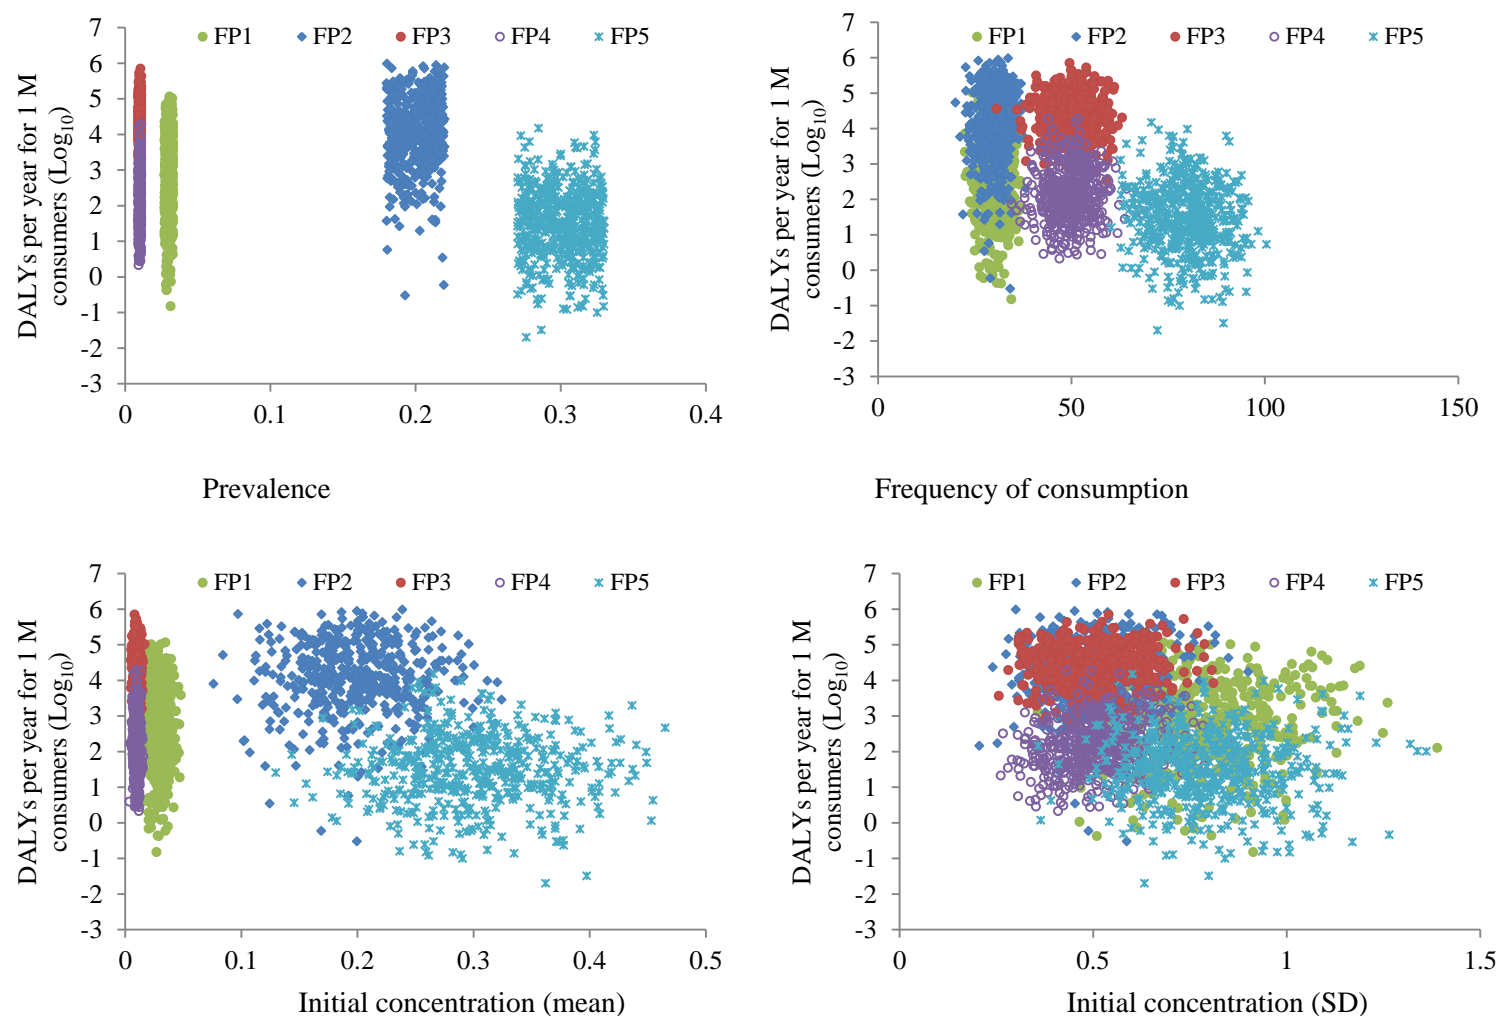 DALYs per year for 1 M
consumers (Log10)
7
6
5
4
3
2
1
0
-1
-2
-3
FP1 FP2 FP3 FP4 FP5
0 0.1 0.2 0.3 0.4
Prevalence
DALYs per year for 1 M
consumers (Log10)
7
6
5
4
3
2
1
0
-1
-2
-3
FP1 FP2 FP3 FP4 FP5
0 50 100 150
Frequency of consumption
DALYs per year for 1 M
consumers (Log10)
7
6
5
4
3
2
1
0
-1
-2
-3
FP1 FP2 FP3 FP4 FP5
0 0.1 0.2 0.3 0.4 0.5
Initial concentration (mean)
DALYs per year for 1 M
consumers (Log10)
7
6
5
4
3
2
1
0
-1
-2
-3
FP1 FP2 FP3 FP4 FP5
0 0.5 1 1.5
Initial concentration (SD)